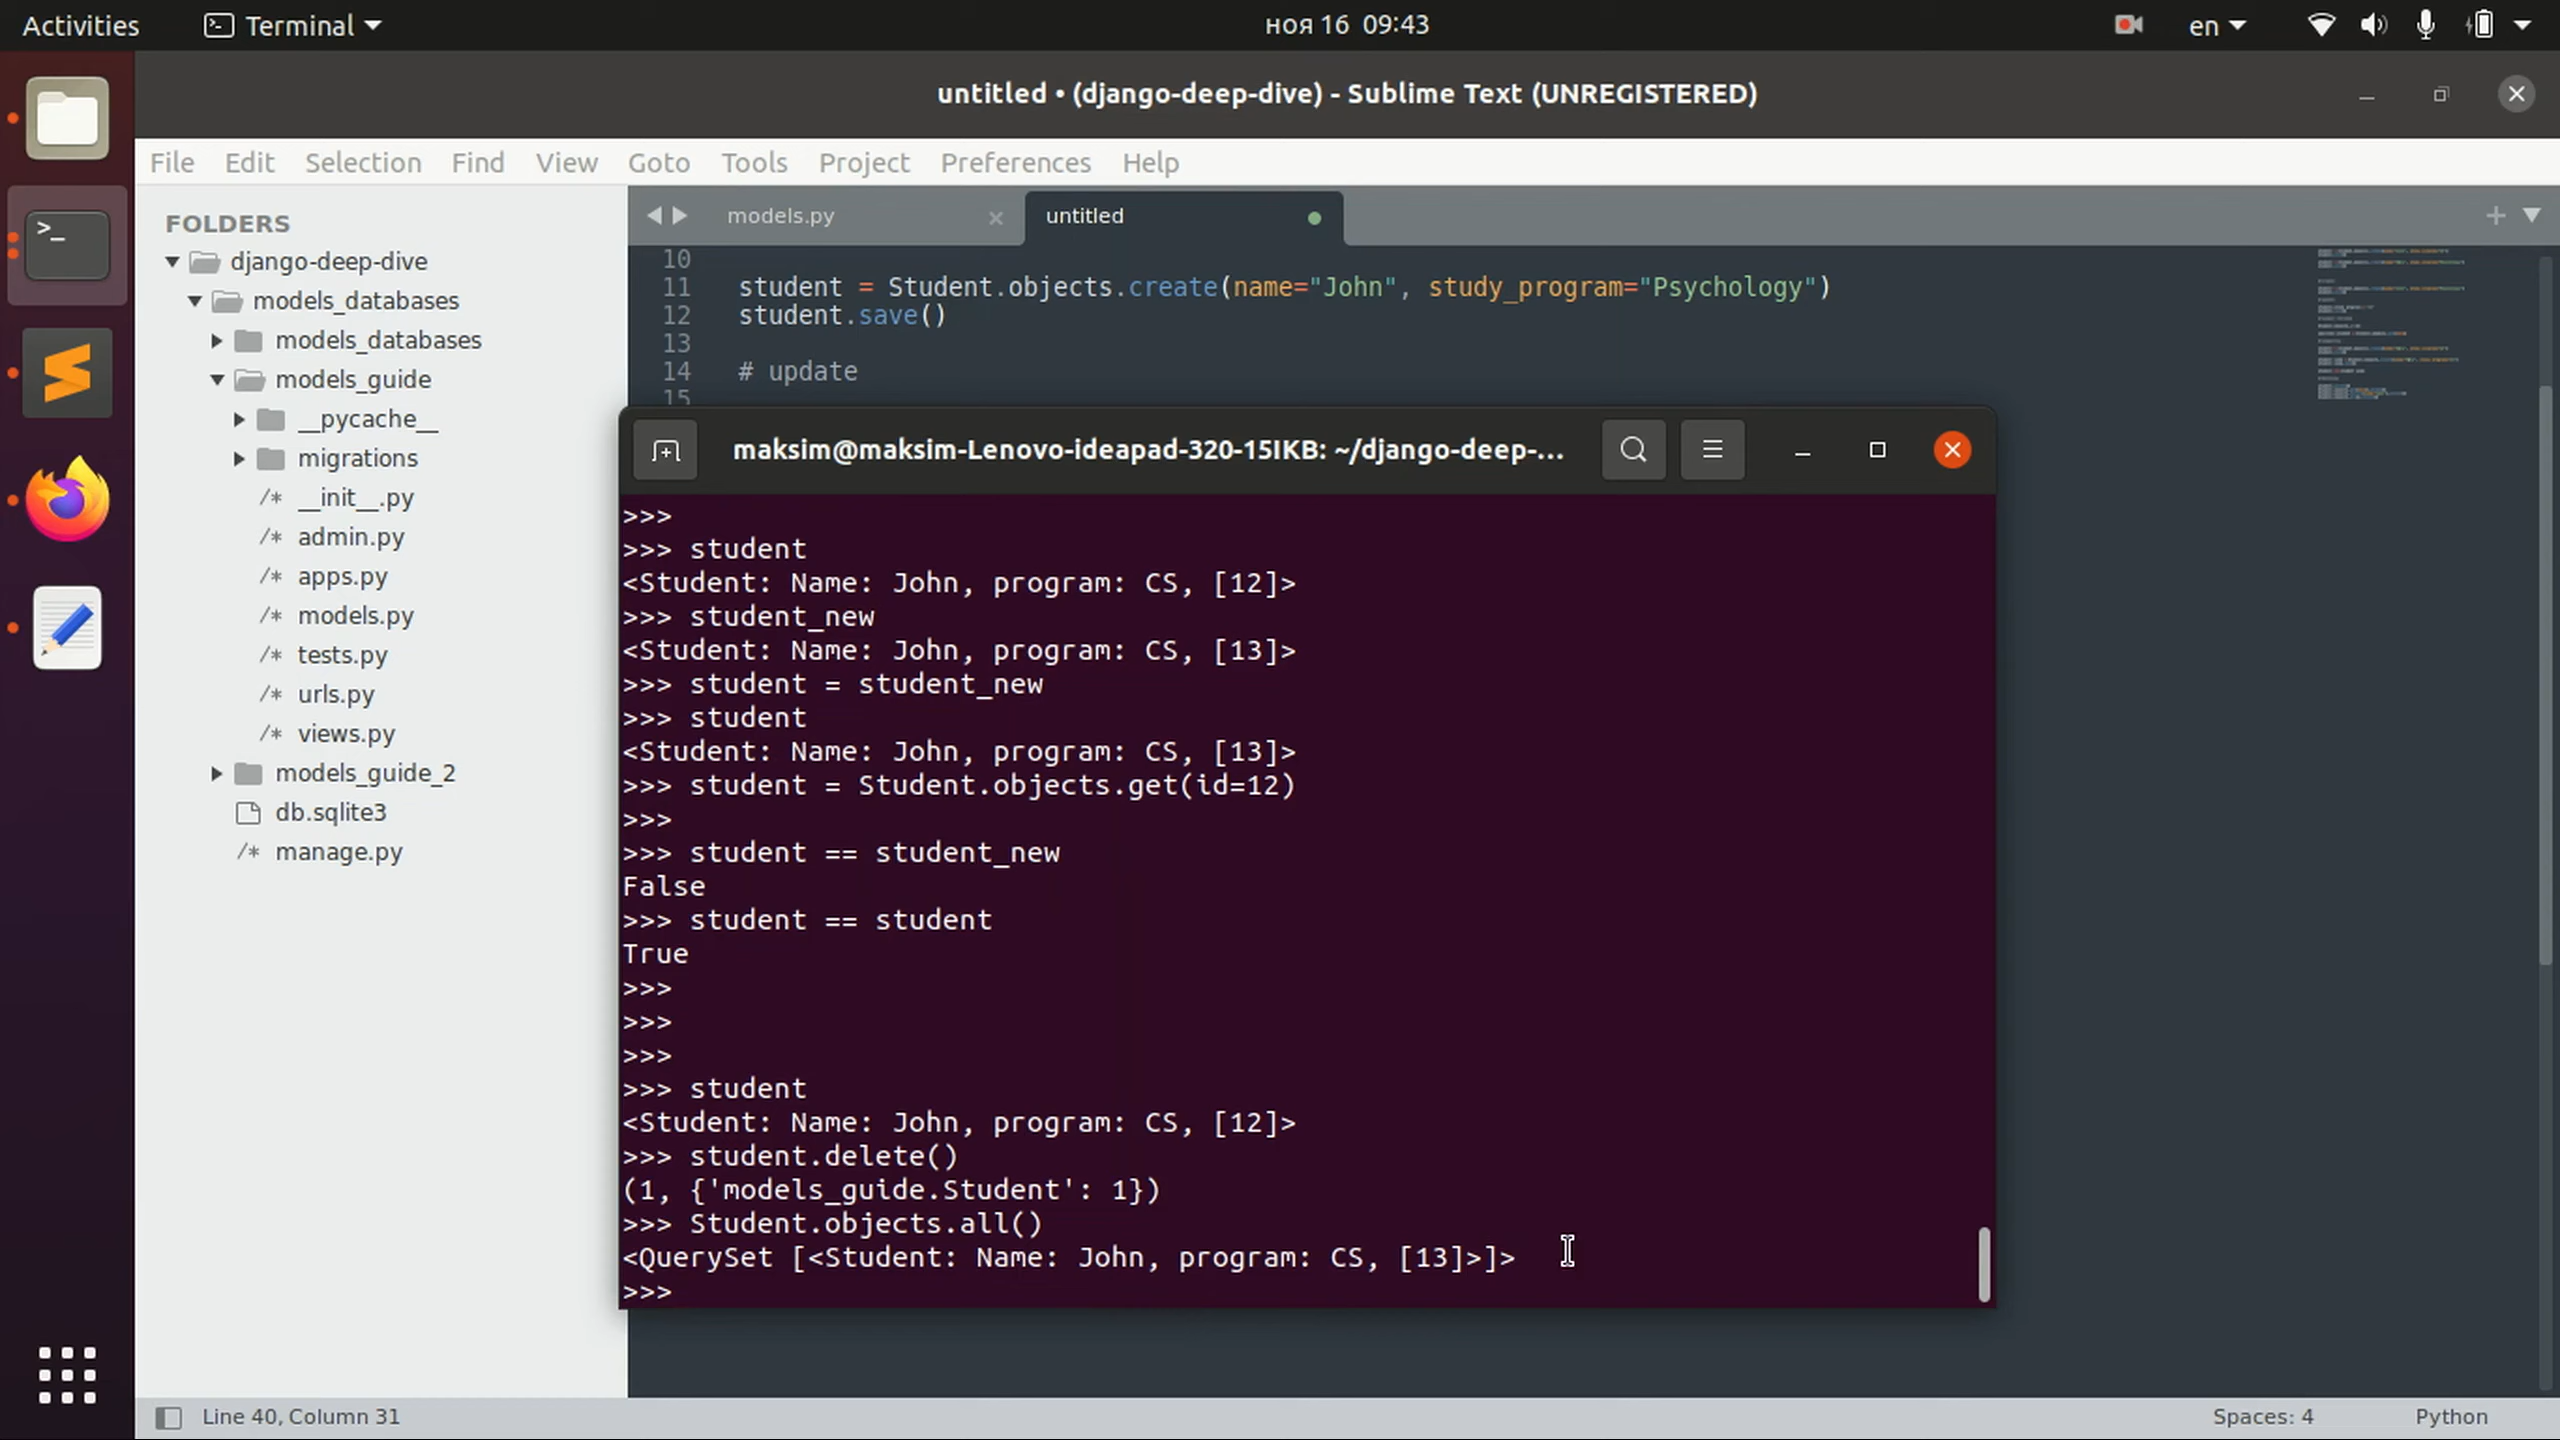 Activities
Terminal
ноя 16 09:43
en
untitled • (django-deep-dive) - Sublime Text (UNREGISTERED)
File Edit Selection Find View Goto Tools Project Preferences Help
FOLDERS
django-deep-dive
models_databases
models_databases
models_guide
__pycache__
migrations
/* __init__.py
/* admin.py
/* apps.py
/* models.py
/* tests.py
/* urls.py
/* views.py
models_guide_2
db.sqlite3
/* manage.py
models.py
untitled
10
11 student = Student.objects.create(name="John", study_program="Psychology")
12 student.save()
13
14 # update
15
maksim@maksim-Lenovo-ideapad-320-15IKB: ~/django-deep-...
>>>
>>> student
<Student: Name: John, program: CS, [12]>
>>> student_new
<Student: Name: John, program: CS, [13]>
>>> student = student_new
>>> student
<Student: Name: John, program: CS, [13]>
>>> student = Student.objects.get(id=12)
>>>
>>> student == student_new
False
>>> student == student
True
>>>
>>>
>>>
>>> student
<Student: Name: John, program: CS, [12]>
>>> student.delete()
(1, {'models_guide.Student': 1})
>>> Student.objects.all()
<QuerySet [<Student: Name: John, program: CS, [13]>]>
>>>
Line 40, Column 31
Spaces: 4
Python